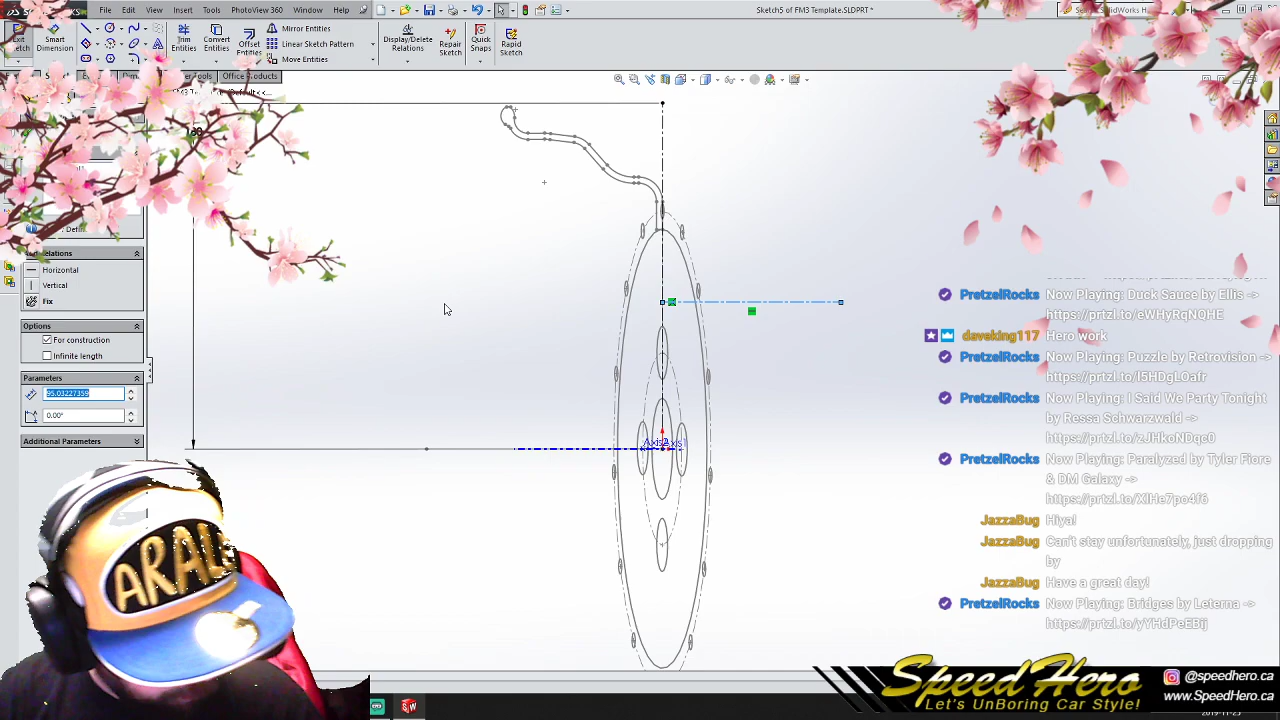 File Edit View Insert Tools PhotoView 360 Window Help
Sketch5 of FM3 Template.SLDPRT *
Smart Dimension
Trim Entities
Convert Entities
Offset Entities
Mirror Entities
Linear Sketch Pattern
Move Entities
Display/Delete Relations
Repair Sketch
Quick Snaps
Rapid Sketch
Office Products
Relations
Horizontal
Vertical
Fix
Options
For construction
Infinite length
Parameters
95.03227359
0.00°
Additional Parameters
PretzelRocks Now Playing: Duck Sauce by Ellis ->
https://prtzl.to/eWHyRqNQHE
daveking117 Hero work
PretzelRocks Now Playing: Puzzle by Retrovision ->
https://prtzl.to/l5HDgLOafr
PretzelRocks Now Playing: I Said We Party Tonight
by Ressa Schwarzwald ->
https://prtzl.to/zJHkoNDqc0
PretzelRocks Now Playing: Paralyzed by Tyler Fiore
& DM Galaxy ->
https://prtzl.to/XlHe7po4f6
JazzaBug Hiya!
JazzaBug Can't stay unfortunately, just dropping
by
JazzaBug Have a great day!
PretzelRocks Now Playing: Bridges by Leterna ->
https://prtzl.to/yYHdPeEBij
ARALE
SpeedHero
Let's UnBoring Car Style!
@speedhero.ca
www.SpeedHero.ca